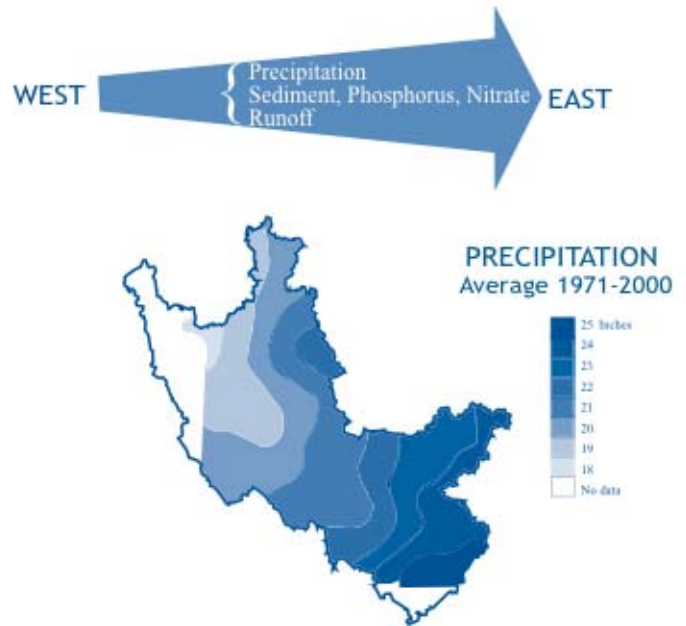 WEST
Precipitation
Sediment, Phosphorus, Nitrate
Runoff
EAST
PRECIPITATION
Average 1971-2000
25 Inches
24
23
22
21
20
19
18
No data